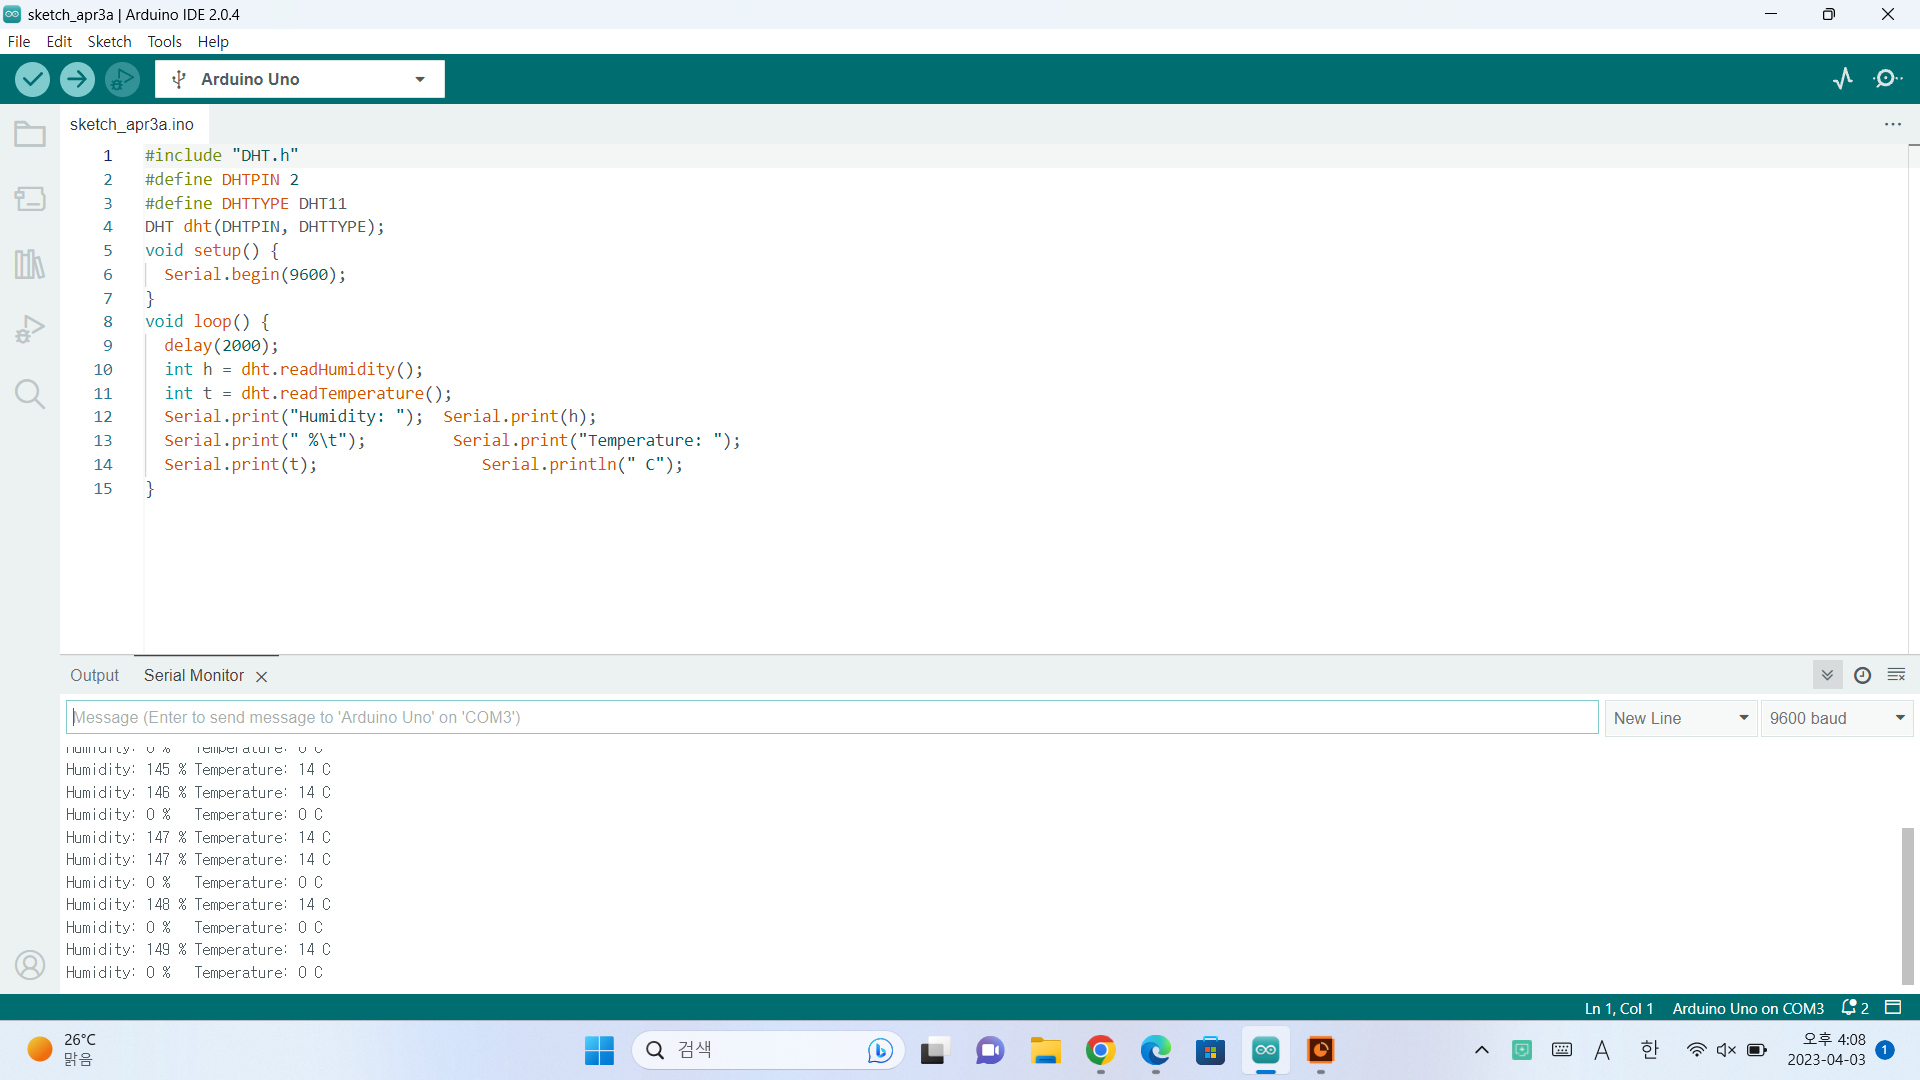 sketch_apr3a | Arduino IDE 2.0.4
File Edit Sketch Tools Help
Arduino Uno
sketch_apr3a.ino
1 #include "DHT.h"
2 #define DHTPIN 2
3 #define DHTTYPE DHT11
4 DHT dht(DHTPIN, DHTTYPE);
5 void setup() {
6 Serial.begin(9600);
7 }
8 void loop() {
9 delay(2000);
10 int h = dht.readHumidity();
11 int t = dht.readTemperature();
12 Serial.print("Humidity: "); Serial.print(h);
13 Serial.print(" %\t"); Serial.print("Temperature: ");
14 Serial.print(t); Serial.println(" C");
15 }
Output Serial Monitor
Message (Enter to send message to 'Arduino Uno' on 'COM3') New Line 9600 baud
Humidity: 0 % Temperature: 0 C
Humidity: 145 % Temperature: 14 C
Humidity: 146 % Temperature: 14 C
Humidity: 0 % Temperature: 0 C
Humidity: 147 % Temperature: 14 C
Humidity: 147 % Temperature: 14 C
Humidity: 0 % Temperature: 0 C
Humidity: 148 % Temperature: 14 C
Humidity: 0 % Temperature: 0 C
Humidity: 149 % Temperature: 14 C
Humidity: 0 % Temperature: 0 C
Ln 1, Col 1 Arduino Uno on COM3 2
26°C
맑음
검색
A 한
오후 4:08
2023-04-03
1